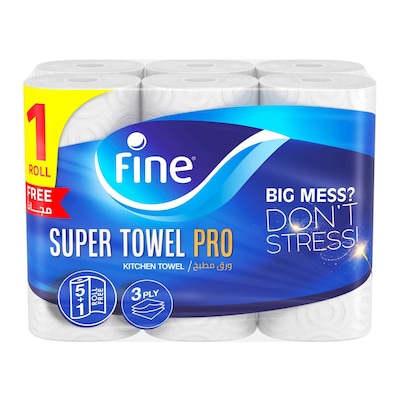 1
ROLL
FREE
مجاناً
fine®
SUPER TOWEL PRO
KITCHEN TOWEL / ورق مطبخ
5
+
1
ROLL
FREE
3 PLY
BIG MESS?
DON'T
STRESS!